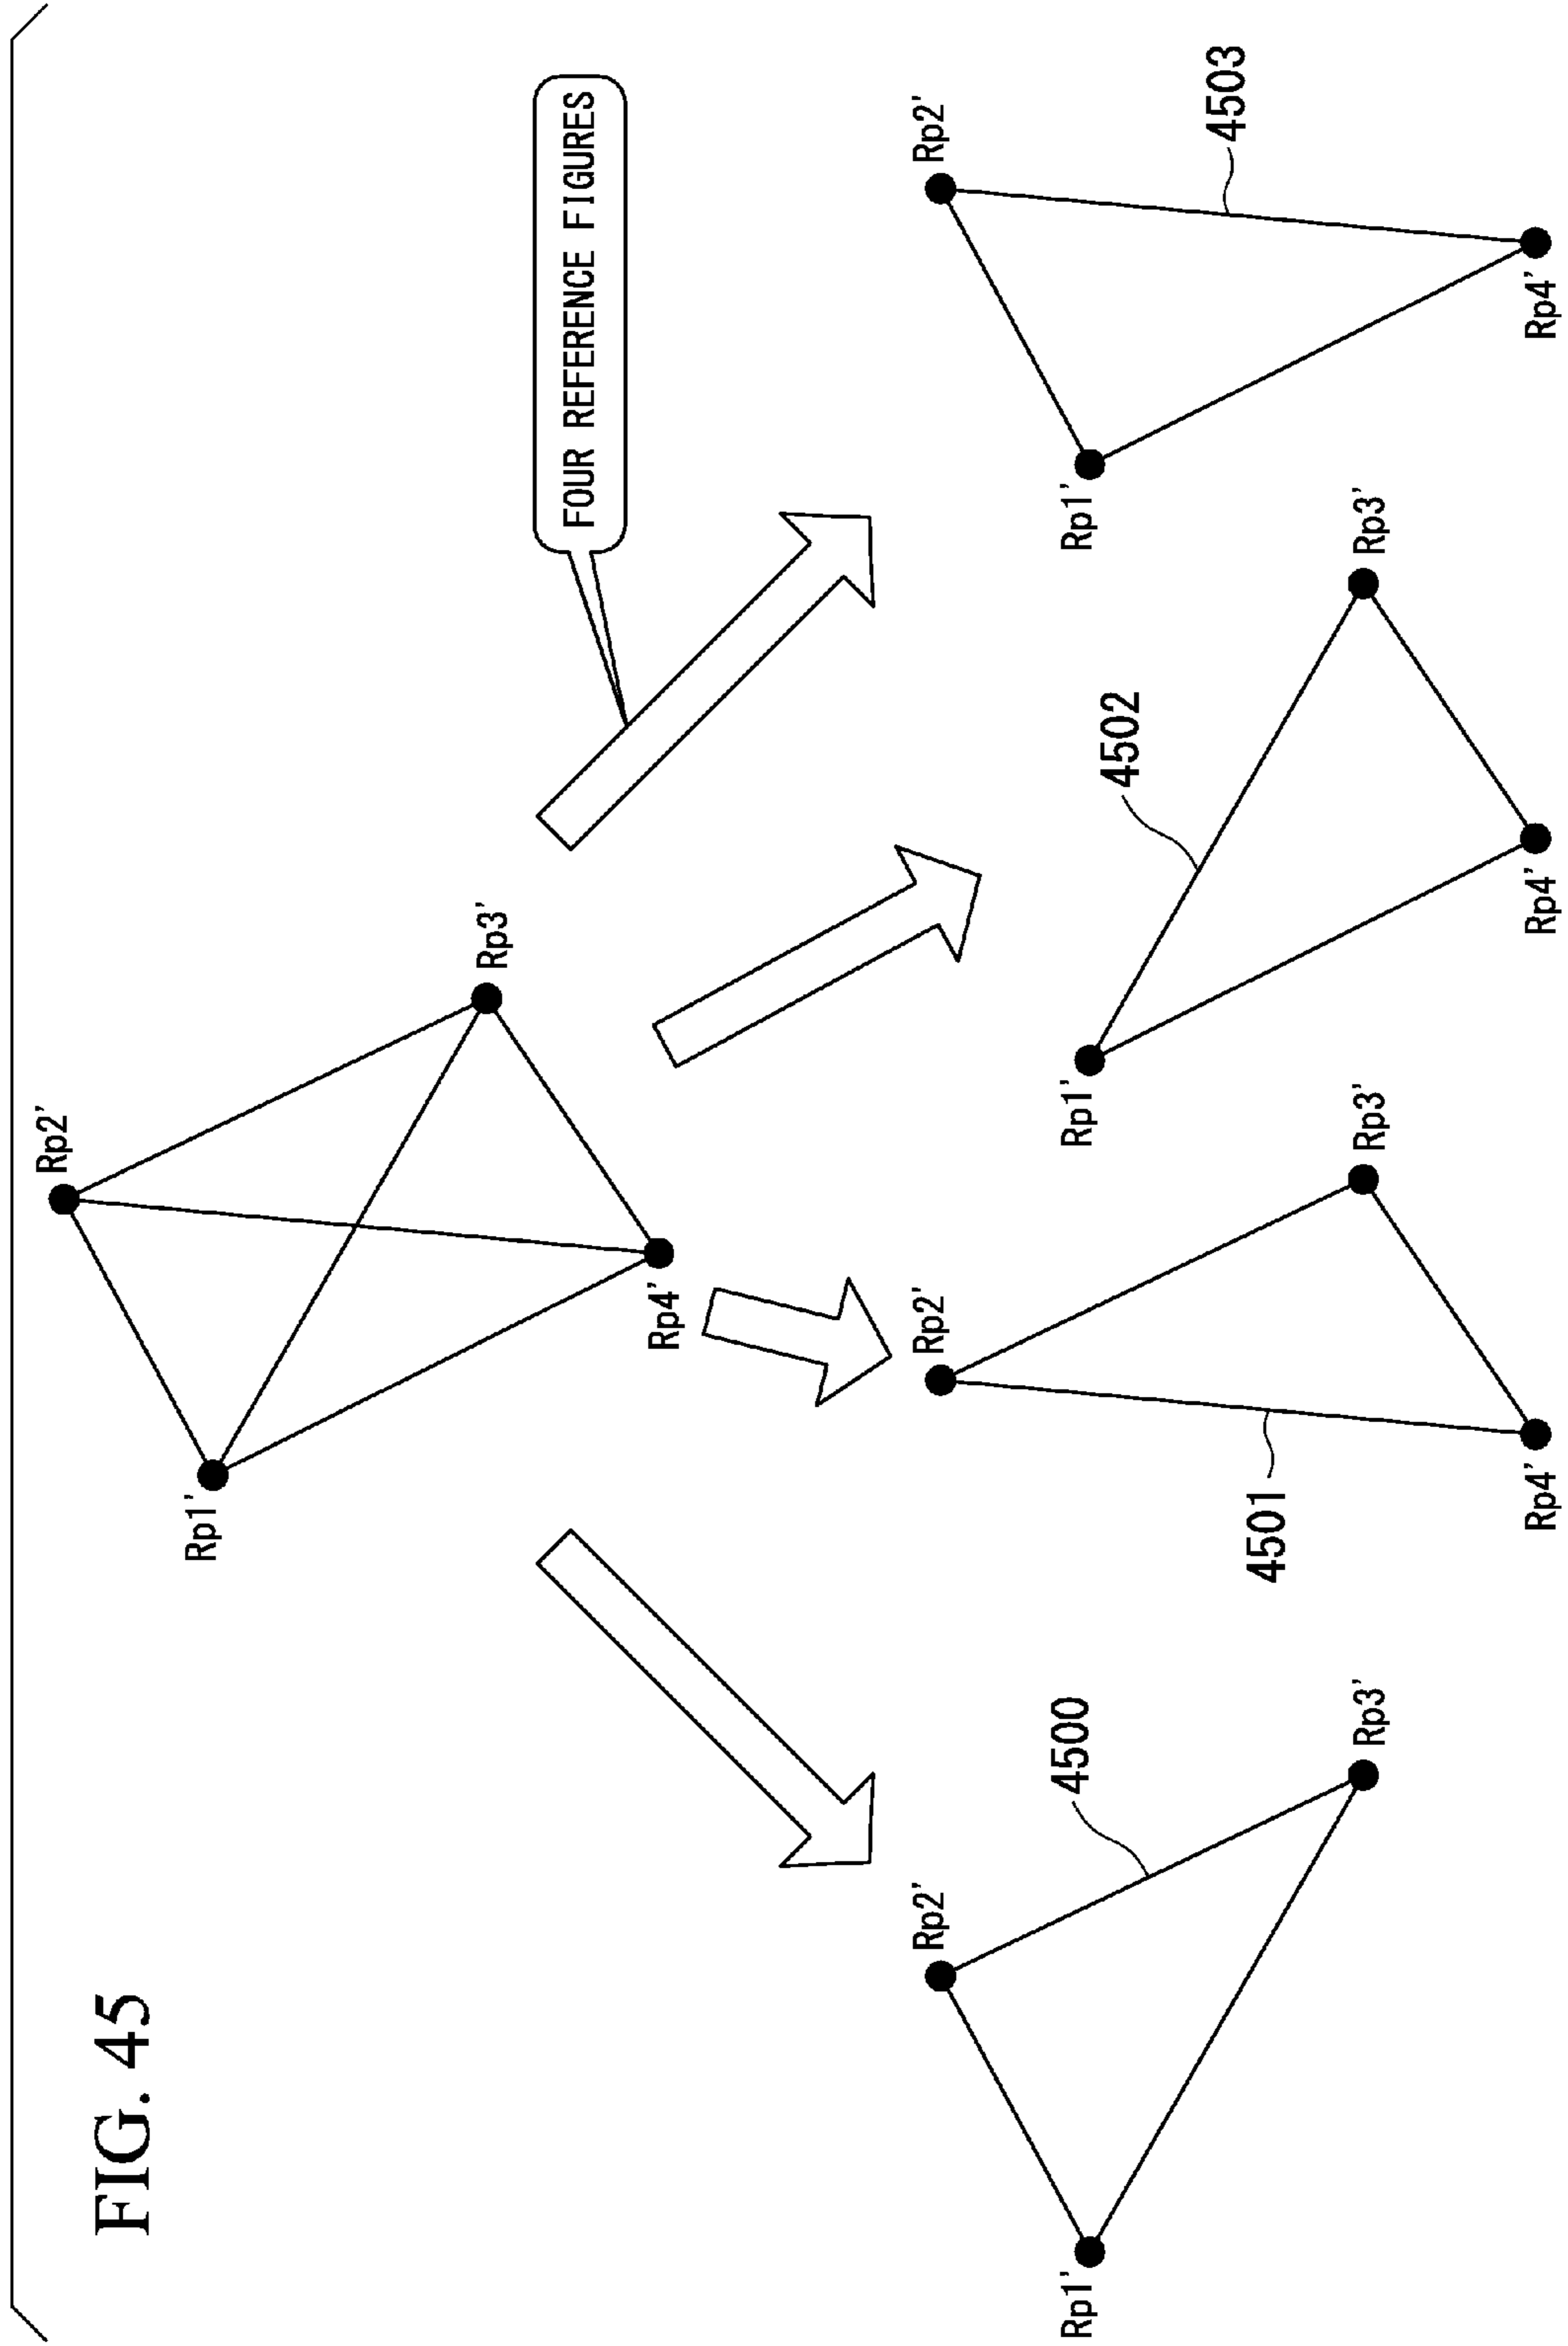 FIG. 45
Rp2'
Rp1'
Rp3'
Rp4'
FOUR REFERENCE FIGURES
Rp2'
4500
Rp1'
Rp3'
Rp2'
4501
Rp3'
Rp4'
4502
Rp1'
Rp3'
Rp4'
Rp2'
Rp1'
4503
Rp4'